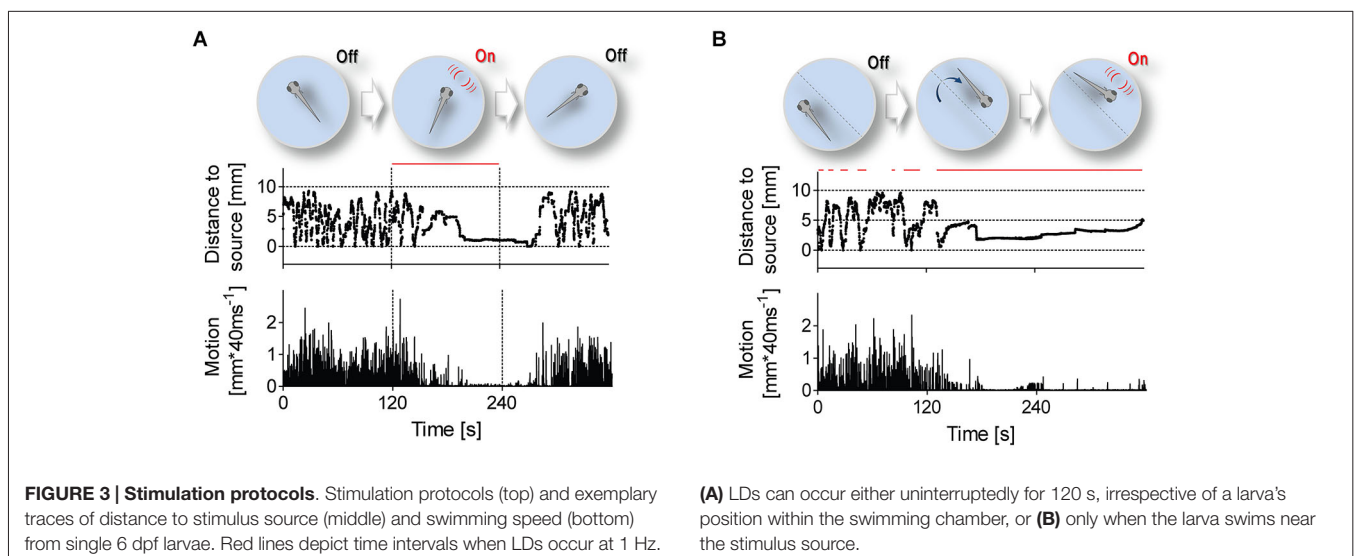 A
Off
On
Off
Distance to
source [mm]
10
5
0
Motion
[mm*40ms-1]
2
1
0
0
120
240
Time [s]
B
Off
On
Distance to
source [mm]
10
5
0
Motion
[mm*40ms-1]
2
1
0
0
120
240
Time [s]
FIGURE 3 | Stimulation protocols. Stimulation protocols (top) and exemplary
traces of distance to stimulus source (middle) and swimming speed (bottom)
from single 6 dpf larvae. Red lines depict time intervals when LDs occur at 1 Hz.
(A) LDs can occur either uninterruptedly for 120 s, irrespective of a larva's
position within the swimming chamber, or (B) only when the larva swims near
the stimulus source.